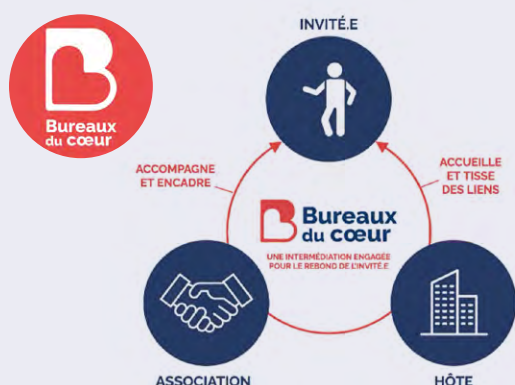 INVITÉ.E
Bureaux
du cœur
ACCOMPAGNE
ET ENCADRE
ACCUEILLE
ET TISSE
DES LIENS
Bureaux
du cœur
UNE INTERMÉDIATION ENGAGÉE
POUR LE REBOND DE L'INVITÉ.E
ASSOCIATION
HÔTE